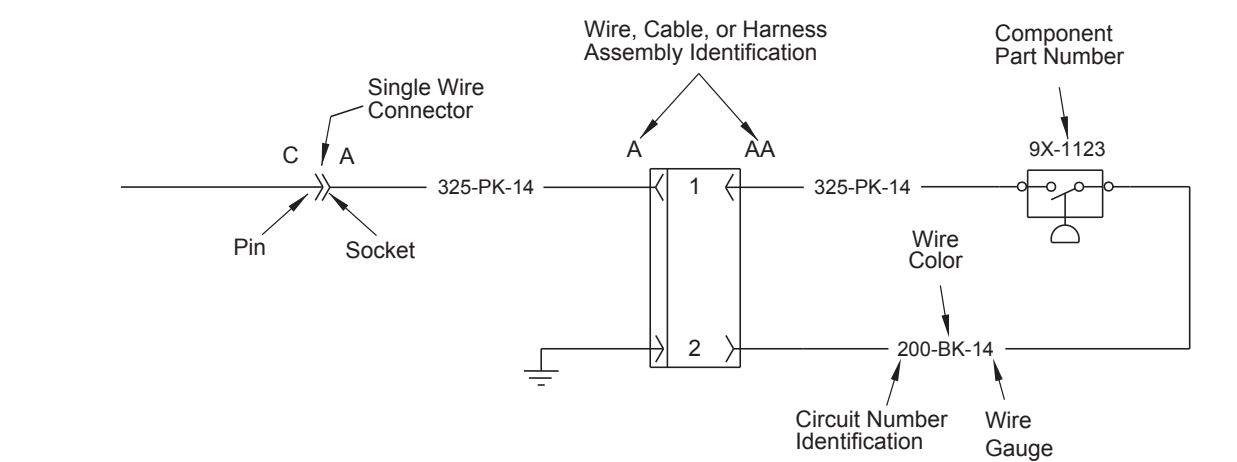 Wire, Cable, or Harness
Assembly Identification
Component
Part Number
Single Wire
Connector
C
A
A
AA
9X-1123
325-PK-14
1
325-PK-14
Pin
Socket
Wire
Color
2
200-BK-14
Circuit Number
Identification
Wire
Gauge